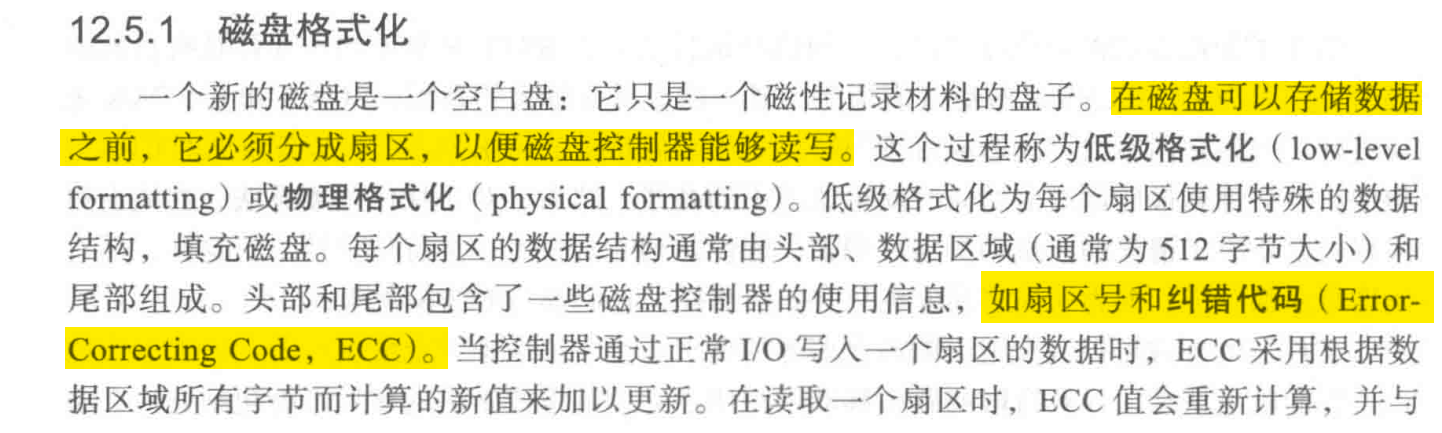 12.5.1 磁盘格式化
一个新的磁盘是一个空白盘：它只是一个磁性记录材料的盘子。在磁盘可以存储数据
之前，它必须分成扇区，以便磁盘控制器能够读写。这个过程称为低级格式化（low-level
formatting）或物理格式化（physical formatting）。低级格式化为每个扇区使用特殊的数据
结构，填充磁盘。每个扇区的数据结构通常由头部、数据区域（通常为 512 字节大小）和
尾部组成。头部和尾部包含了一些磁盘控制器的使用信息，如扇区号和纠错代码（Error-
Correcting Code，ECC）。当控制器通过正常 I/O 写入一个扇区的数据时，ECC 采用根据数
据区域所有字节而计算的新值来加以更新。在读取一个扇区时，ECC 值会重新计算，并与